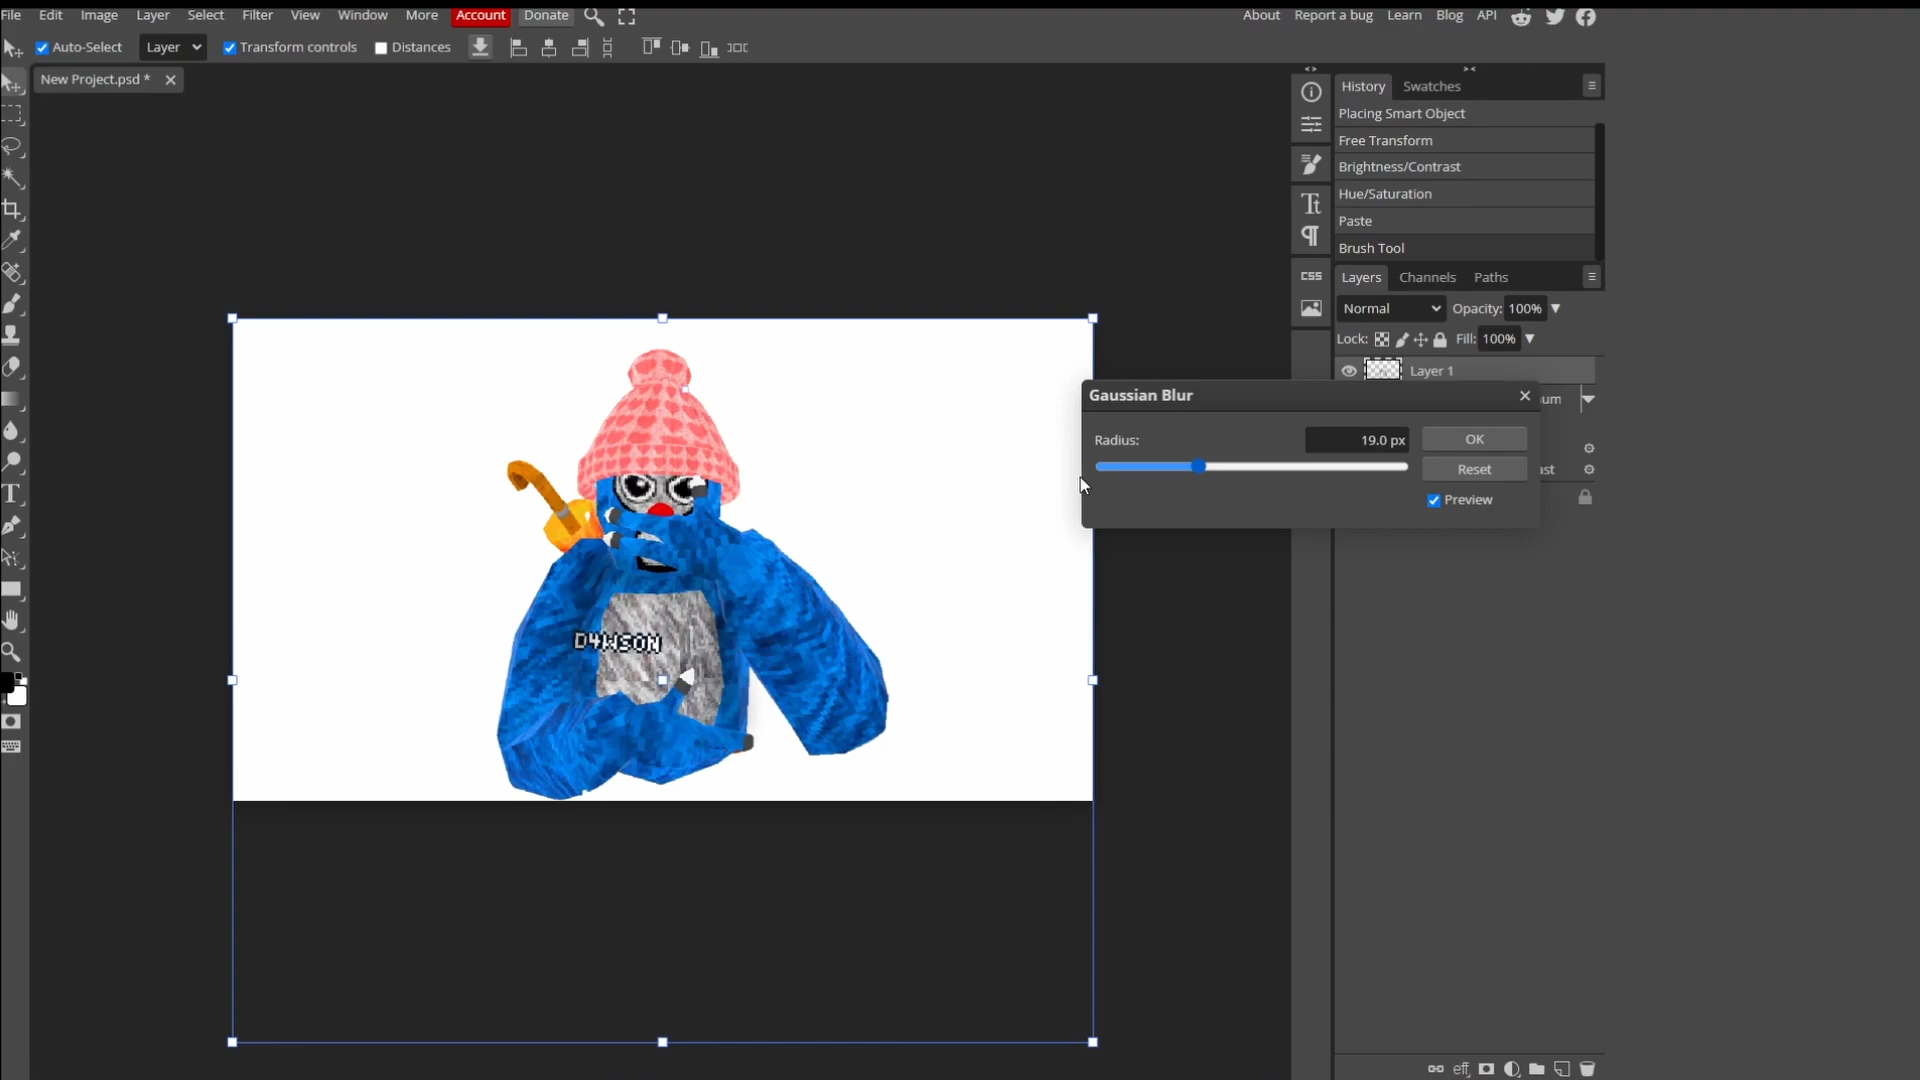 File Edit Image Layer Select Filter View Window More Account Donate About Report a bug Learn Blog API
Auto-Select Layer Transform controls Distances
New Project.psd *
History Swatches
Placing Smart Object
Free Transform
Brightness/Contrast
Hue/Saturation
Paste
Brush Tool
CSS
Layers Channels Paths
Normal Opacity: 100%
Lock: Fill: 100%
Layer 1
Gaussian Blur
Radius: 19.0 px OK
Reset
Preview
D4WSON
eff